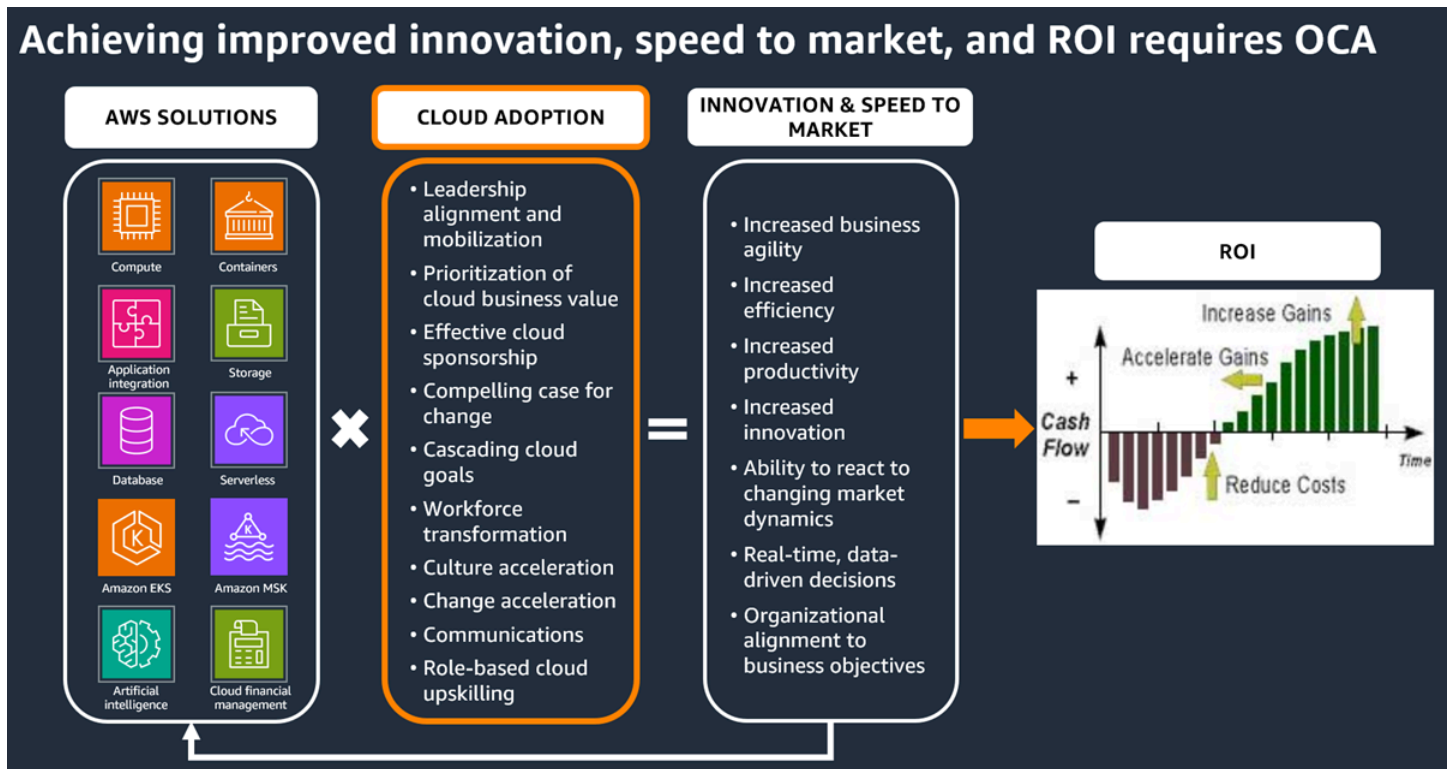 Achieving improved innovation, speed to market, and ROI requires OCA
AWS SOLUTIONS
Compute
Containers
Application
integration
Storage
Database
Serverless
Amazon EKS
Amazon MSK
Artificial
intelligence
Cloud financial
management
CLOUD ADOPTION
• Leadership
alignment and
mobilization
• Prioritization of
cloud business value
• Effective cloud
sponsorship
• Compelling case for
change
• Cascading cloud
goals
• Workforce
transformation
• Culture acceleration
• Change acceleration
• Communications
• Role-based cloud
upskilling
INNOVATION & SPEED TO
MARKET
• Increased business
agility
• Increased
efficiency
• Increased
productivity
• Increased
innovation
• Ability to react to
changing market
dynamics
• Real-time, data-
driven decisions
• Organizational
alignment to
business objectives
ROI
Increase Gains
Accelerate Gains
+
Cash
Flow
–
Time
Reduce Costs